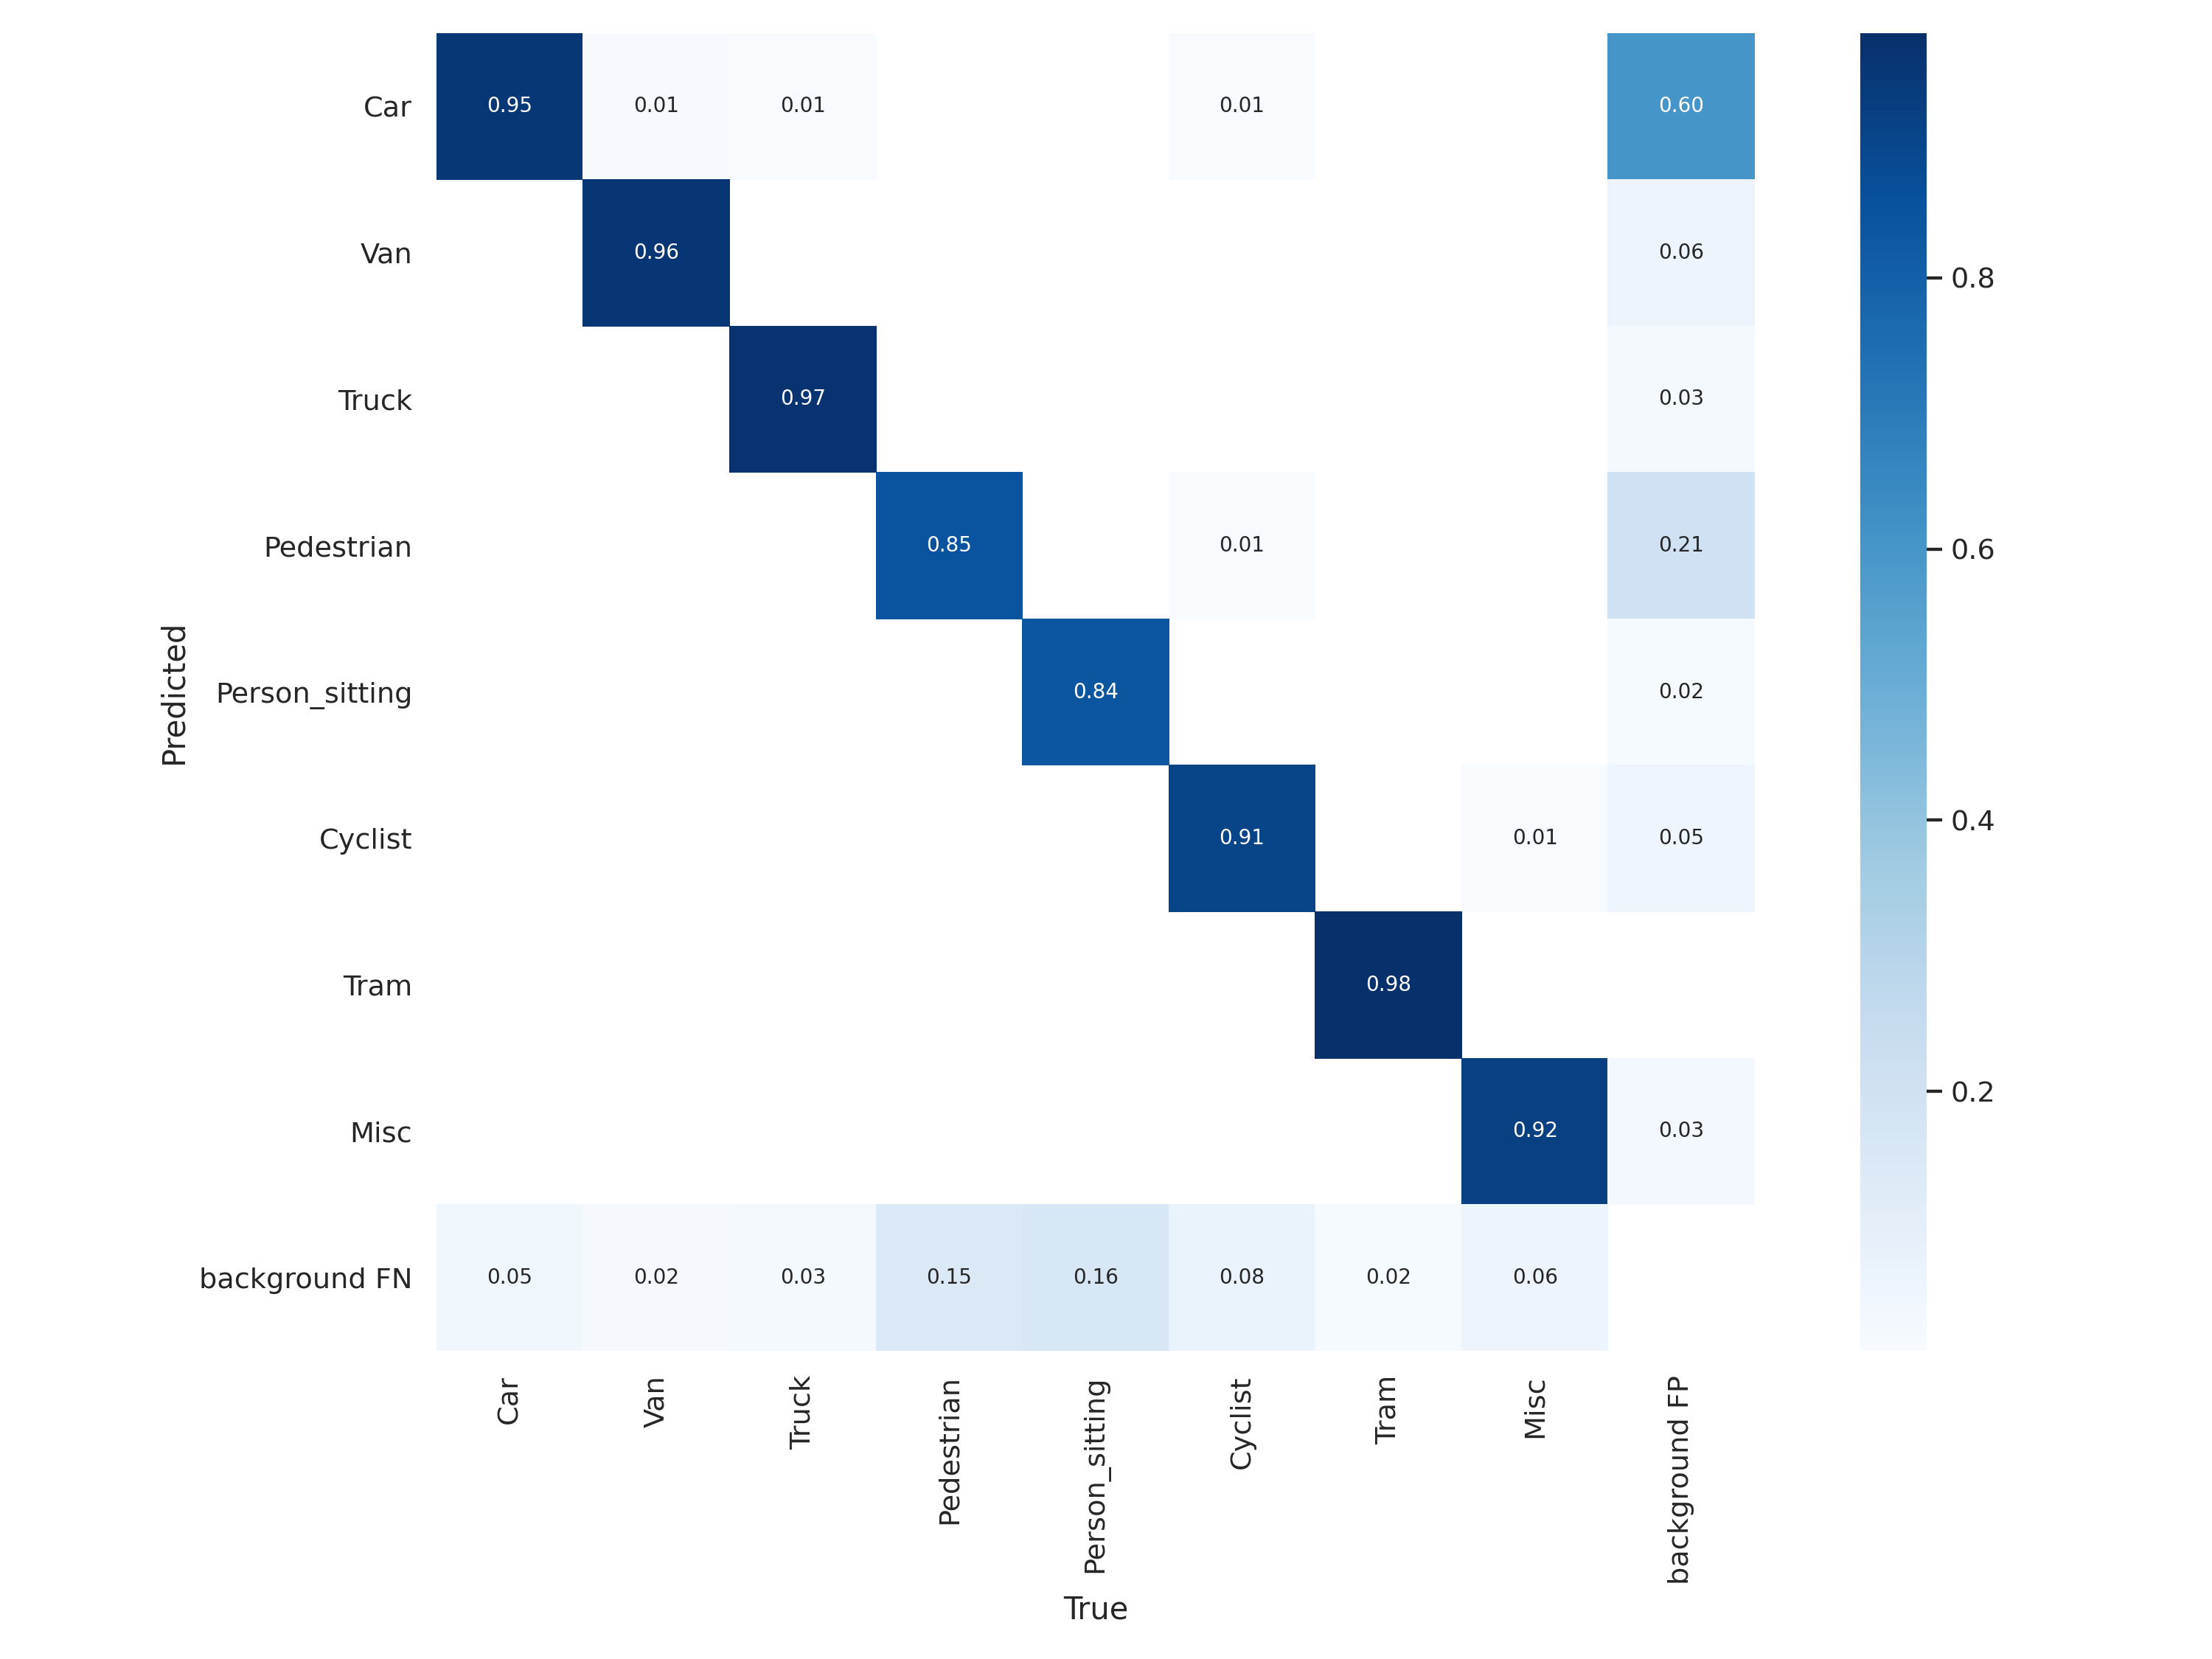 Car 0.95 0.01 0.01 0.01 0.60
Van 0.96 0.06
0.8
Truck 0.97 0.03
Pedestrian 0.85 0.01 0.21
0.6
Predicted
Person_sitting 0.84 0.02
Cyclist 0.91 0.01 0.05
0.4
Tram 0.98
Misc 0.92 0.03
0.2
background FN 0.05 0.02 0.03 0.15 0.16 0.08 0.02 0.06
Car
Van
Truck
Pedestrian
Person_sitting
Cyclist
Tram
Misc
background FP
True